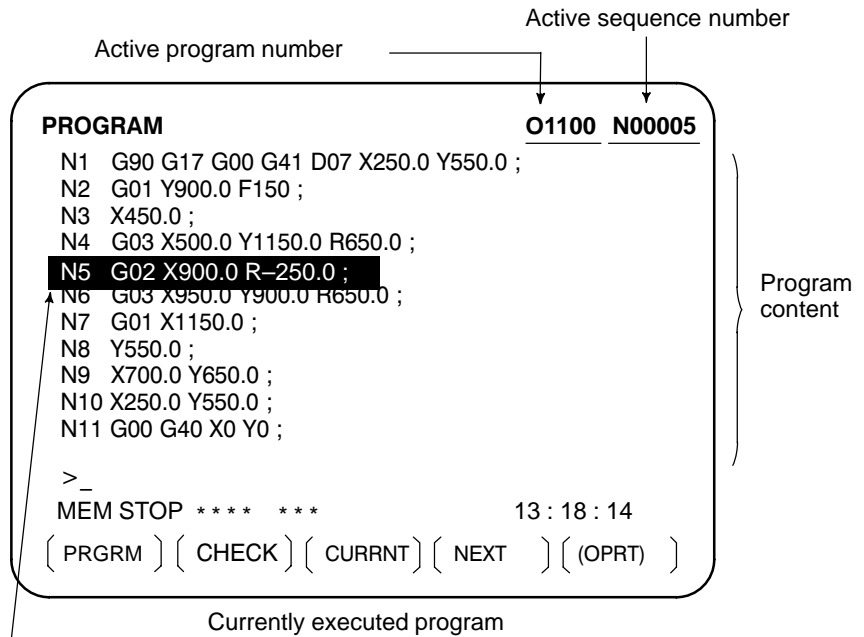 Active sequence number
Active program number
PROGRAM O1100 N00005
N1 G90 G17 G00 G41 D07 X250.0 Y550.0 ;
N2 G01 Y900.0 F150 ;
N3 X450.0 ;
N4 G03 X500.0 Y1150.0 R650.0 ;
N5 G02 X900.0 R–250.0 ;
N6 G03 X950.0 Y900.0 R650.0 ;
N7 G01 X1150.0 ;
N8 Y550.0 ;
N9 X700.0 Y650.0 ;
N10 X250.0 Y550.0 ;
N11 G00 G40 X0 Y0 ;
Program
content
>_
MEM STOP * * * * * * * 13 : 18 : 14
[ PRGRM ] [ CHECK ] [ CURRNT ] [ NEXT ] [ (OPRT) ]
Currently executed program